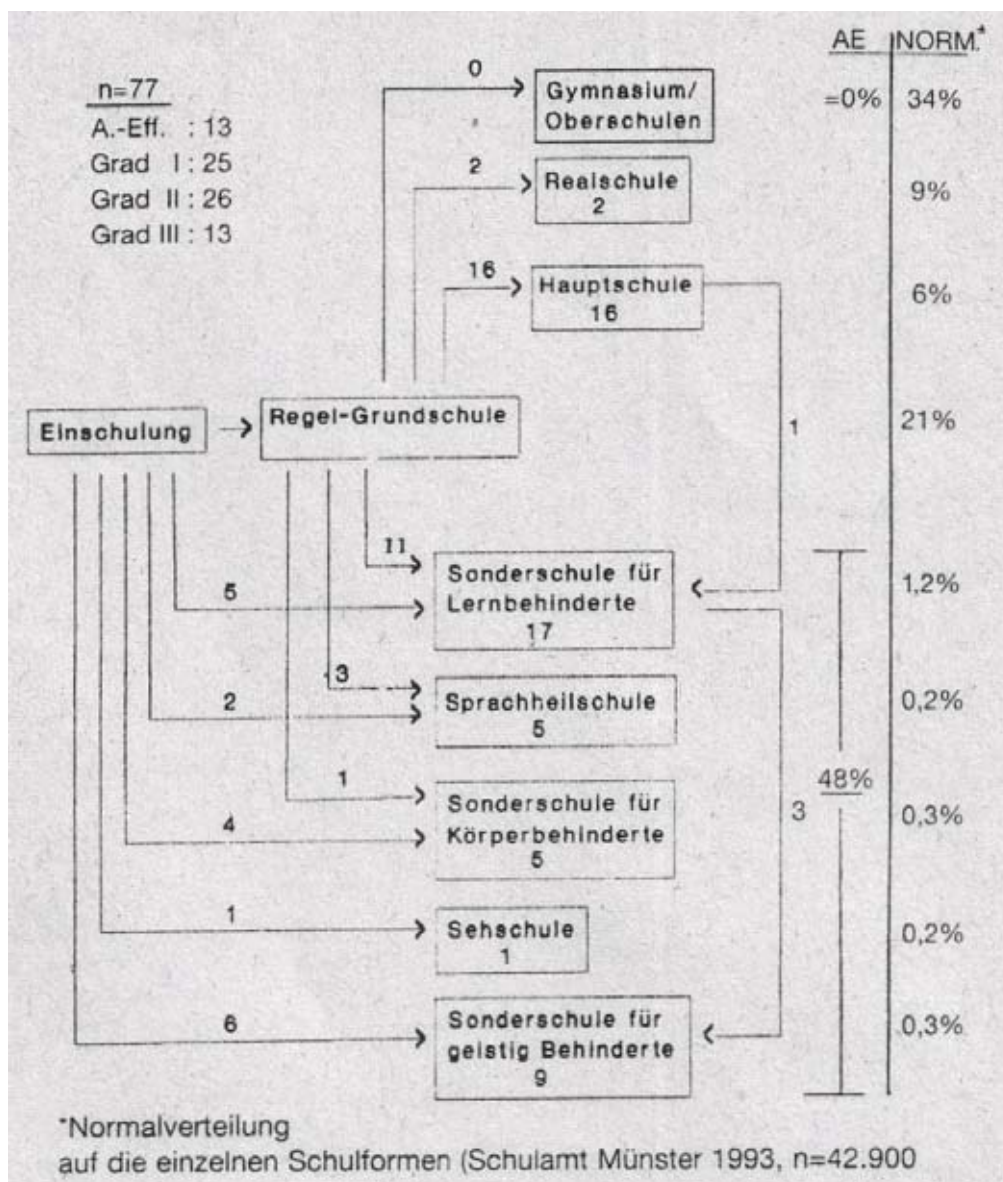 AE NORM.*
n=77
A.-Eff. : 13
Grad I : 25
Grad II : 26
Grad III : 13
0
Gymnasium/
Oberschulen
=0% 34%
2
Realschule
2
9%
16
Hauptschule
16
6%
Einschulung
Regel-Grundschule
1
21%
11
5
Sonderschule für
Lernbehinderte
17
1,2%
3
2
Sprachheilschule
5
0,2%
48%
1
4
Sonderschule für
Körperbehinderte
5
3
0,3%
1
Sehschule
1
0,2%
6
Sonderschule für
geistig Behinderte
9
0,3%
*Normalverteilung
auf die einzelnen Schulformen (Schulamt Münster 1993, n=42.900